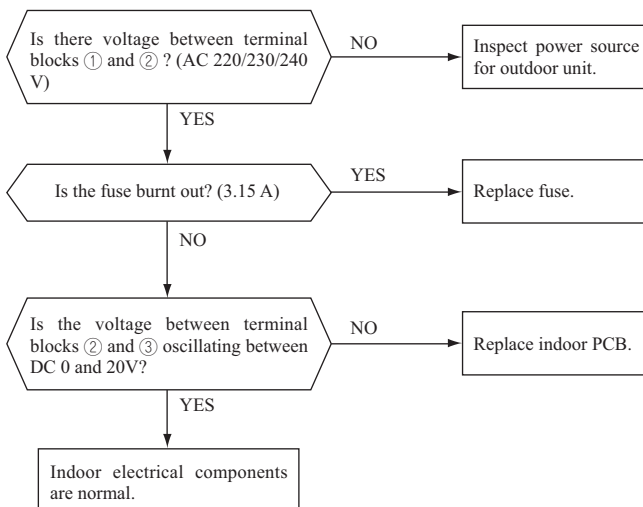 Is there voltage between terminal
blocks ① and ② ? (AC 220/230/240
V)
NO
Inspect power source
for outdoor unit.
YES
Is the fuse burnt out? (3.15 A)
YES
Replace fuse.
NO
Is the voltage between terminal
blocks ② and ③ oscillating between
DC 0 and 20V?
NO
Replace indoor PCB.
YES
Indoor electrical components
are normal.